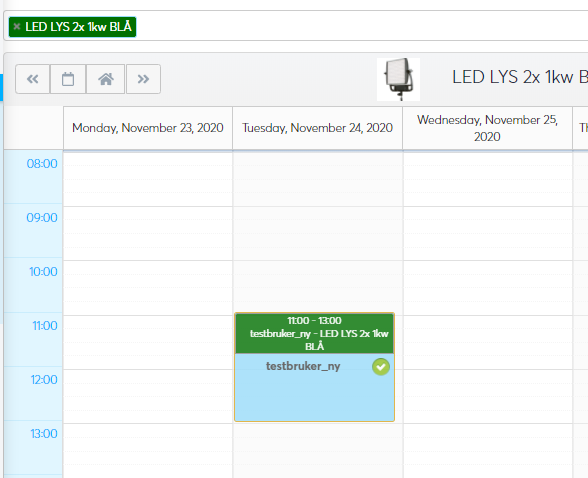 × LED LYS 2x 1kw BLÅ
LED LYS 2x 1kw B
Monday, November 23, 2020
Tuesday, November 24, 2020
Wednesday, November 25,
2020
08:00
09:00
10:00
11:00
11:00 - 13:00
testbruker_ny - LED LYS 2x 1kw
BLÅ
testbruker_ny
12:00
13:00